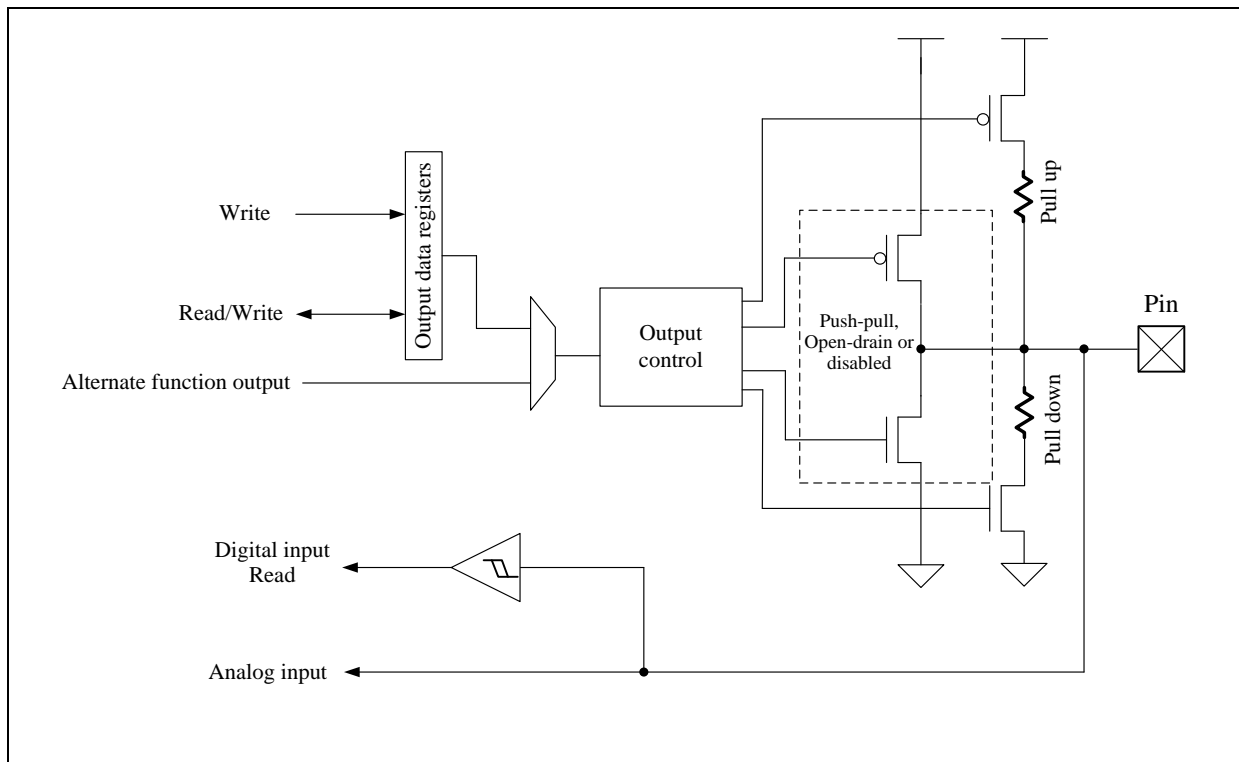 Pull up
Write
Output data registers
Read/Write
Alternate function output
Output
control
Push-pull,
Open-drain or
disabled
Pin
Pull down
Digital input
Read
Analog input